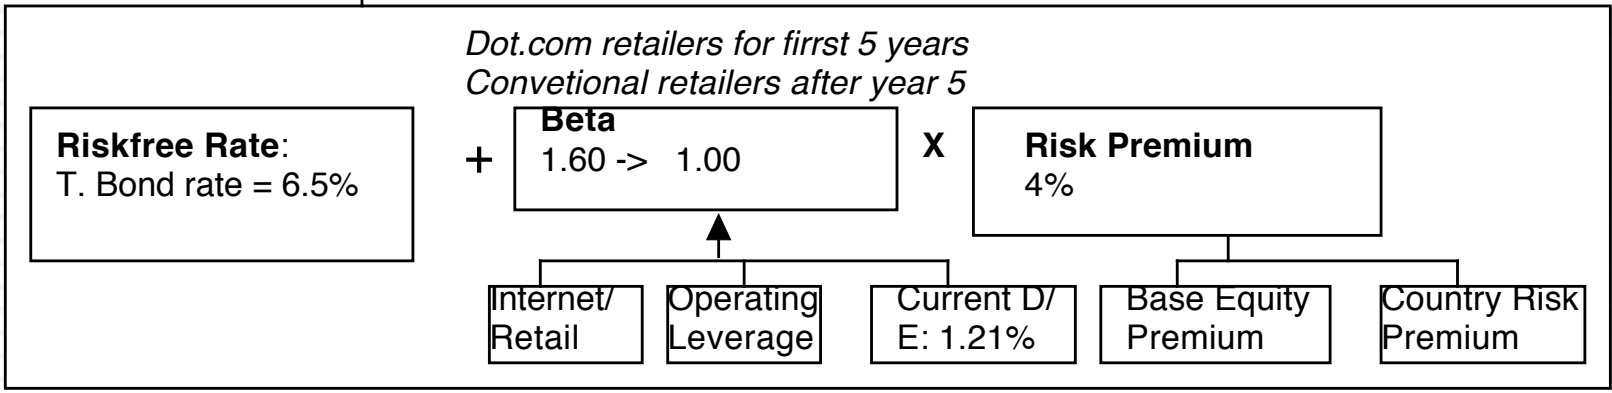 Dot.com retailers for firrst 5 years
Convetional retailers after year 5
Riskfree Rate:
T. Bond rate = 6.5%
+
Beta
1.60 -> 1.00
X
Risk Premium
4%
Internet/
Retail
Operating
Leverage
Current D/
E: 1.21%
Base Equity
Premium
Country Risk
Premium